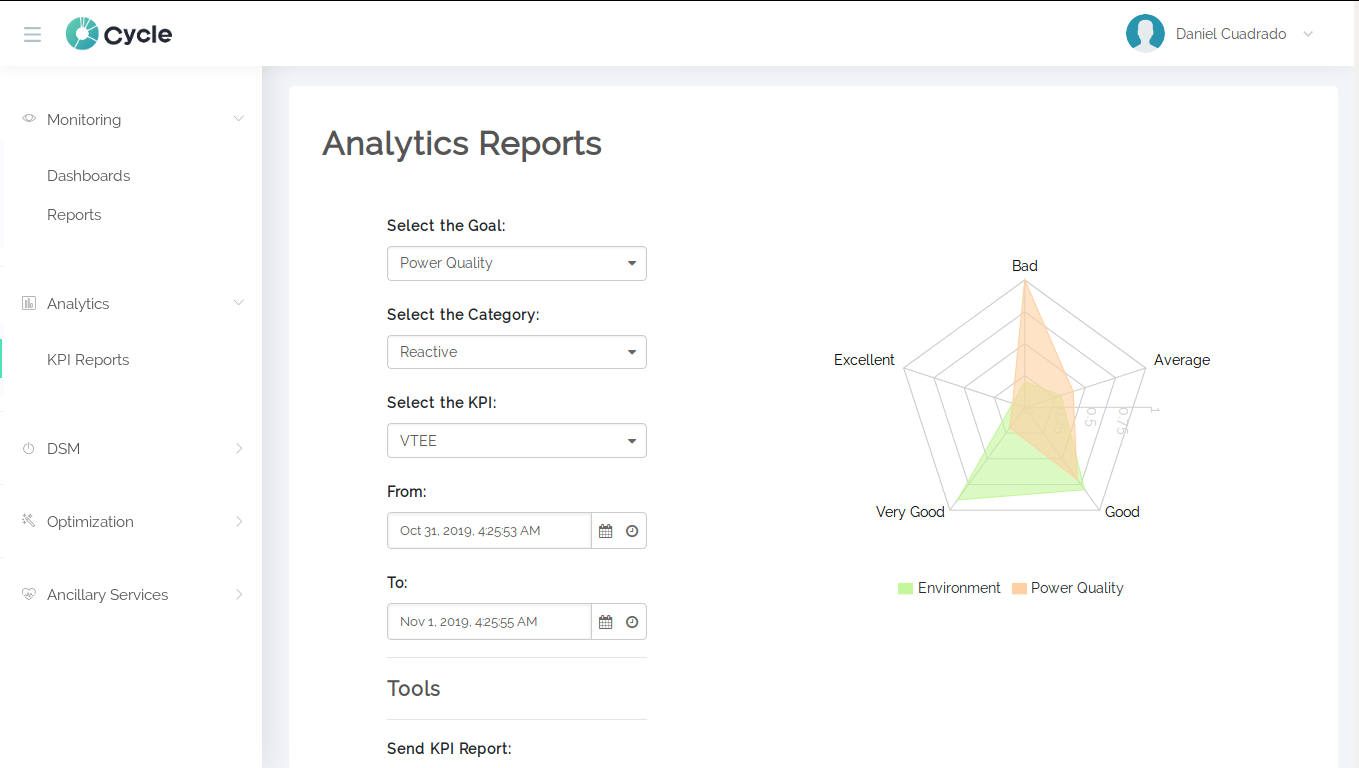 Cycle
Daniel Cuadrado
Monitoring
Dashboards
Reports
Analytics
KPI Reports
DSM
Optimization
Ancillary Services
Analytics Reports
Select the Goal:
Power Quality
Select the Category:
Reactive
Select the KPI:
VTEE
From:
Oct 31, 2019, 4:25:53 AM
To:
Nov 1, 2019, 4:25:55 AM
Tools
Send KPI Report:
Bad
Excellent
Average
0.5
0.75
1
Very Good
Good
Environment
Power Quality